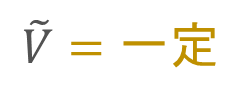 Ṽ = 一定